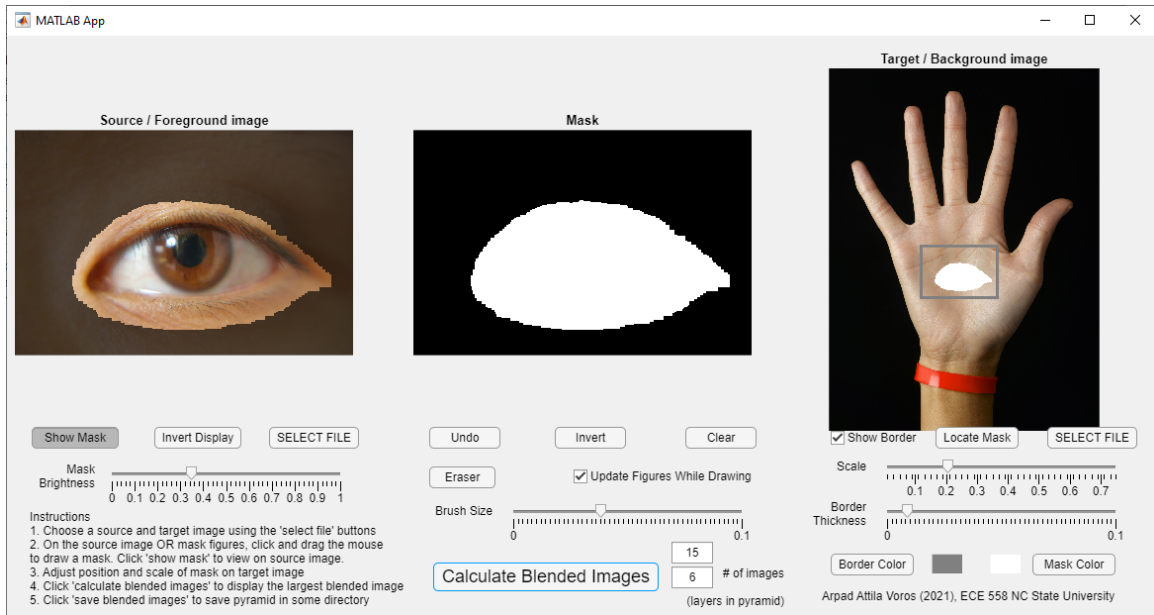 MATLAB App
Source / Foreground image
Mask
Target / Background image
Show Mask
Invert Display
SELECT FILE
Mask
Brightness
0 0.1 0.2 0.3 0.4 0.5 0.6 0.7 0.8 0.9 1
Instructions
1. Choose a source and target image using the 'select file' buttons
2. On the source image OR mask figures, click and drag the mouse
to draw a mask. Click 'show mask' to view on source image.
3. Adjust position and scale of mask on target image
4. Click 'calculate blended images' to display the largest blended image
5. Click 'save blended images' to save pyramid in some directory
Undo
Invert
Clear
Eraser
Update Figures While Drawing
Brush Size
0 0.1
Calculate Blended Images
15
6
# of images
(layers in pyramid)
Show Border
Locate Mask
SELECT FILE
Scale
0.1 0.2 0.3 0.4 0.5 0.6 0.7
Border
Thickness
0 0.1
Border Color
Mask Color
Arpad Attila Voros (2021), ECE 558 NC State University